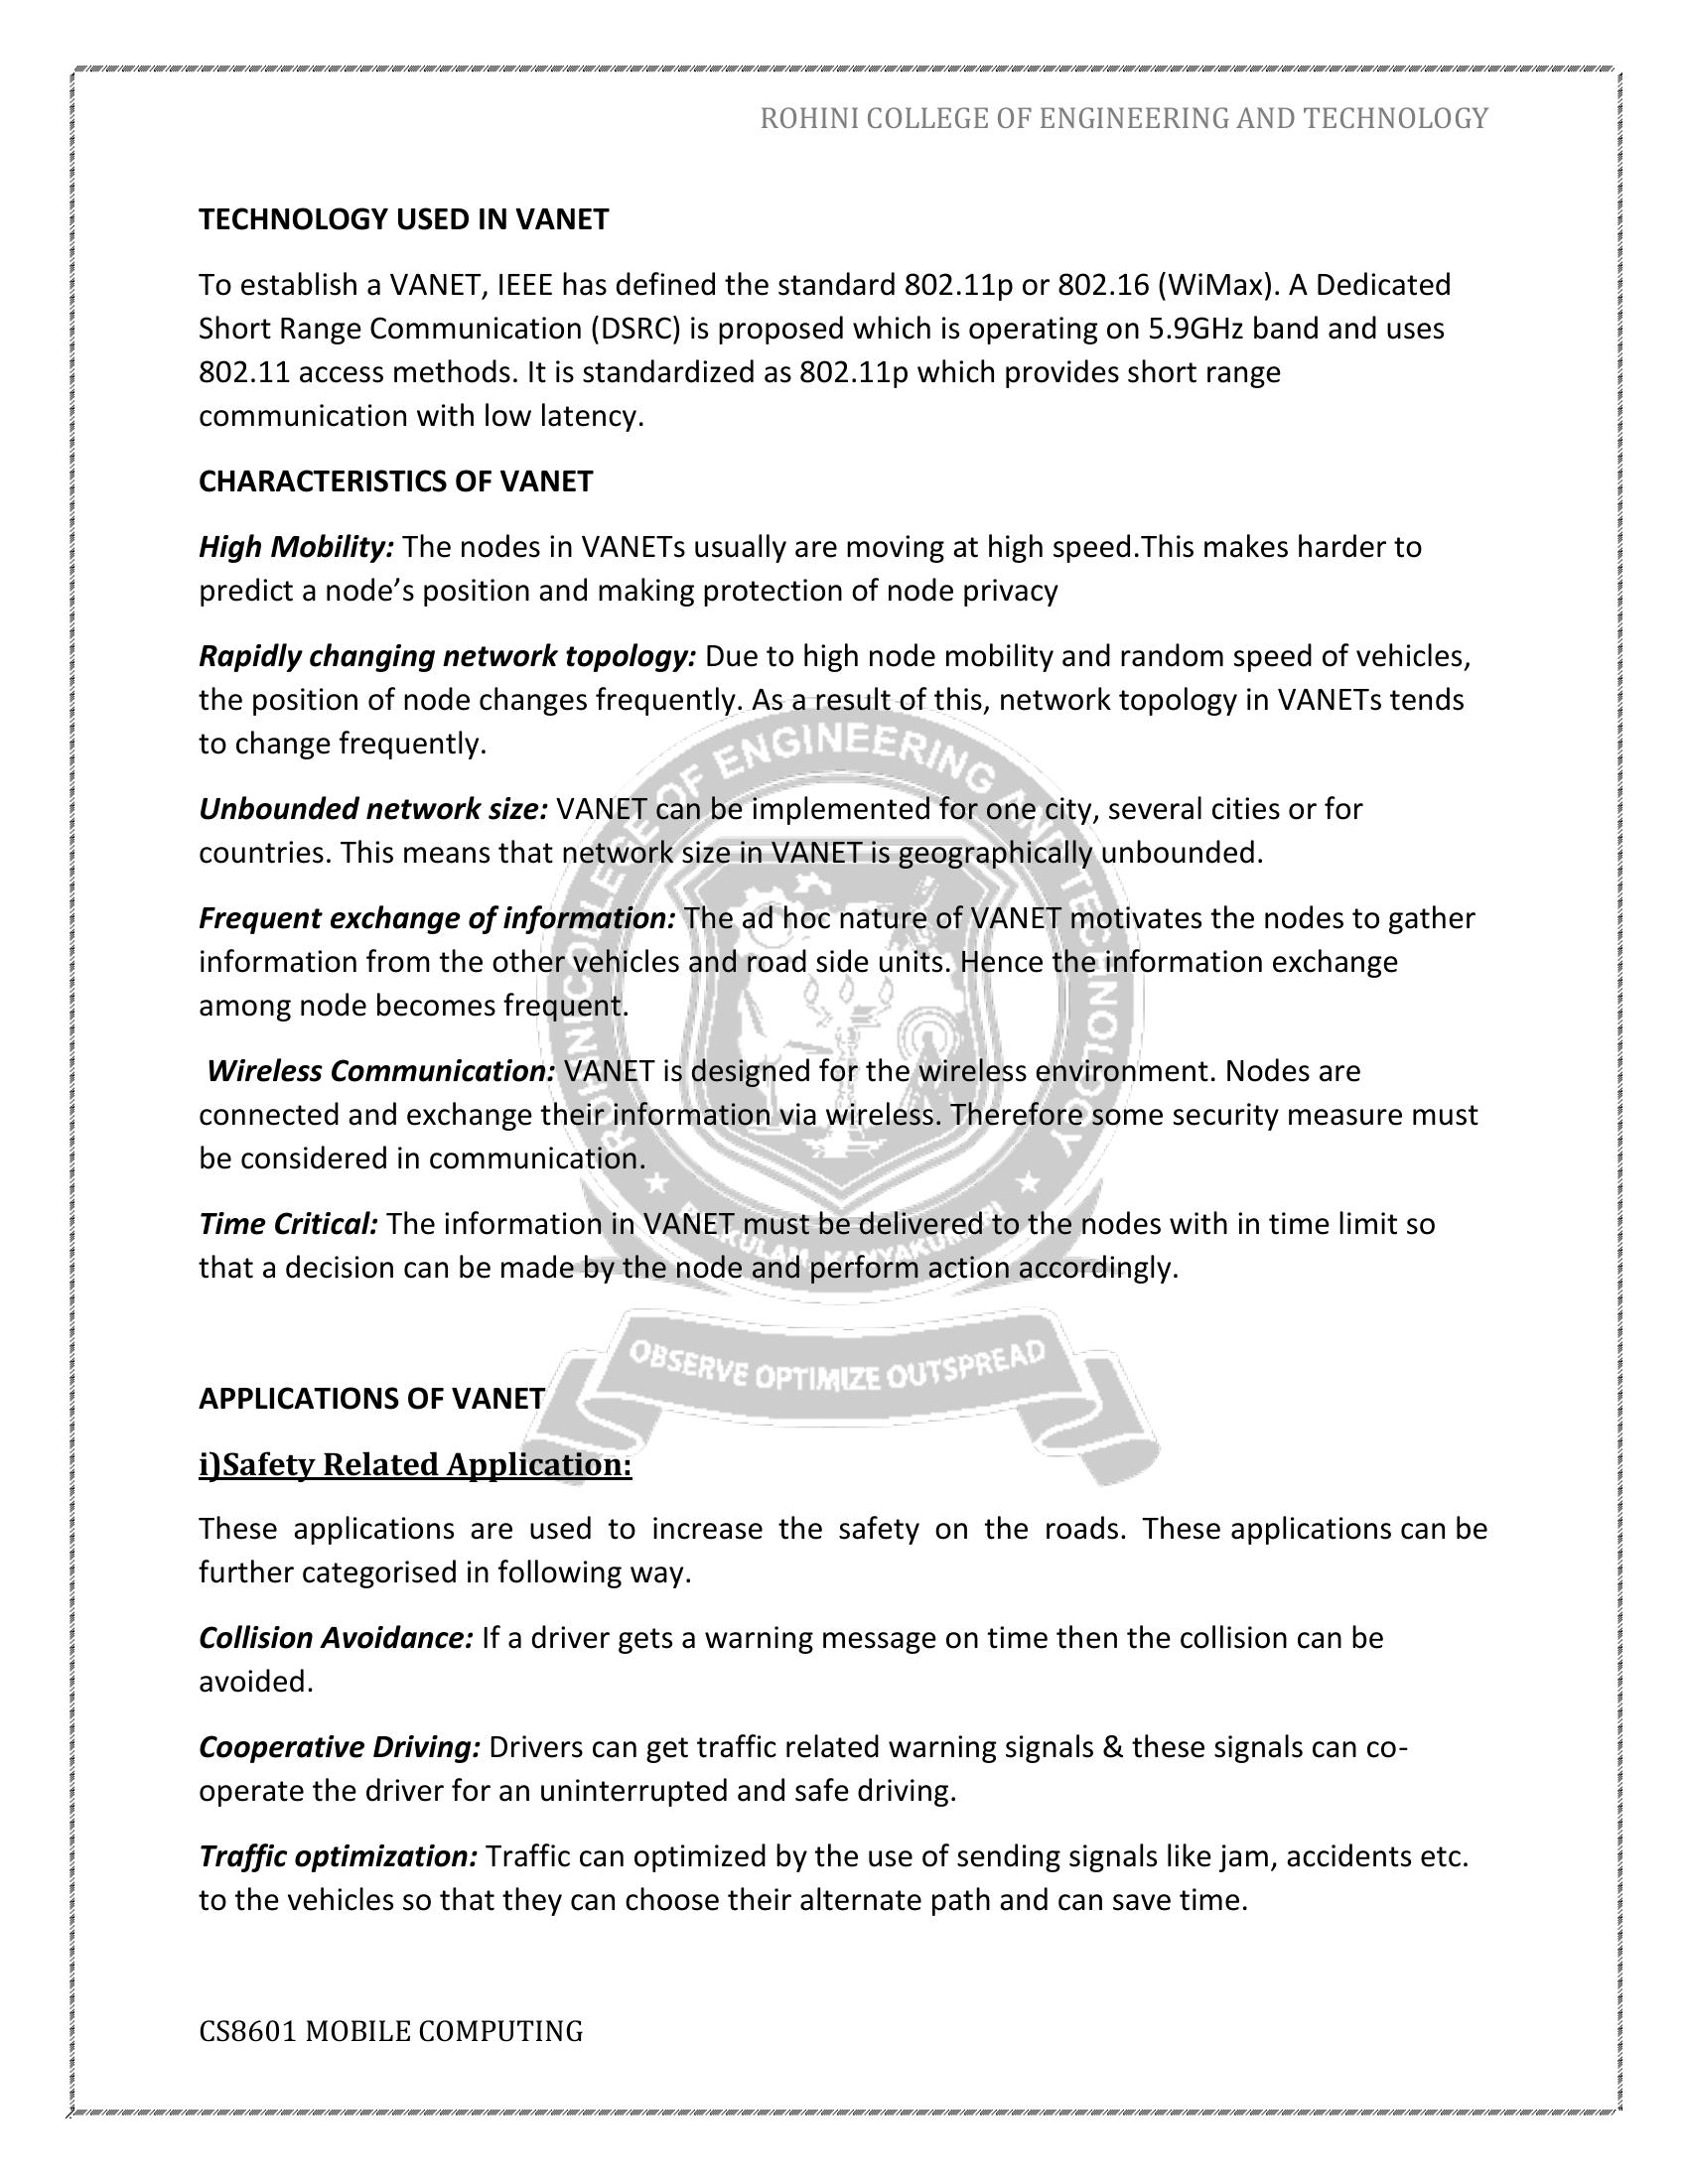 ROHINI COLLEGE OF ENGINEERING AND TECHNOLOGY
TECHNOLOGY USED IN VANET
To establish a VANET, IEEE has defined the standard 802.11p or 802.16 (WiMax). A Dedicated
Short Range Communication (DSRC) is proposed which is operating on 5.9GHz band and uses
802.11 access methods. It is standardized as 802.11p which provides short range
communication with low latency.
CHARACTERISTICS OF VANET
High Mobility: The nodes in VANETs usually are moving at high speed.This makes harder to
predict a node’s position and making protection of node privacy
Rapidly changing network topology: Due to high node mobility and random speed of vehicles,
the position of node changes frequently. As a result of this, network topology in VANETs tends
to change frequently.
Unbounded network size: VANET can be implemented for one city, several cities or for
countries. This means that network size in VANET is geographically unbounded.
Frequent exchange of information: The ad hoc nature of VANET motivates the nodes to gather
information from the other vehicles and road side units. Hence the information exchange
among node becomes frequent.
Wireless Communication: VANET is designed for the wireless environment. Nodes are
connected and exchange their information via wireless. Therefore some security measure must
be considered in communication.
Time Critical: The information in VANET must be delivered to the nodes with in time limit so
that a decision can be made by the node and perform action accordingly.
ROHINI COLLEGE OF ENGINEERING AND TECHNOLOGY
KANYAKUMARI
OBSERVE OPTIMIZE OUTSPREAD
APPLICATIONS OF VANET
i)Safety Related Application:
These applications are used to increase the safety on the roads. These applications can be
further categorised in following way.
Collision Avoidance: If a driver gets a warning message on time then the collision can be
avoided.
Cooperative Driving: Drivers can get traffic related warning signals & these signals can co-
operate the driver for an uninterrupted and safe driving.
Traffic optimization: Traffic can optimized by the use of sending signals like jam, accidents etc.
to the vehicles so that they can choose their alternate path and can save time.
CS8601 MOBILE COMPUTING